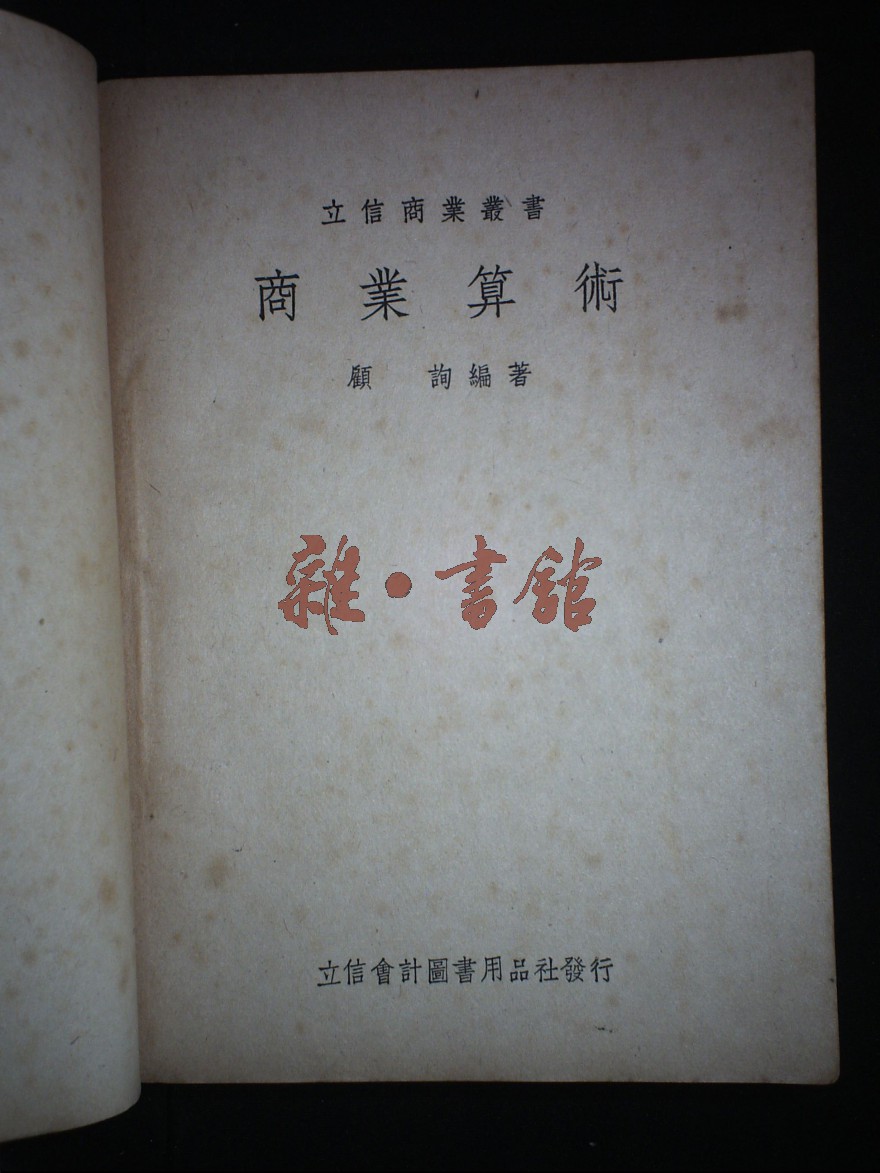 立信商業叢書
商業算術
顧 詢編著
雜·書館
立信會計圖書用品社發行